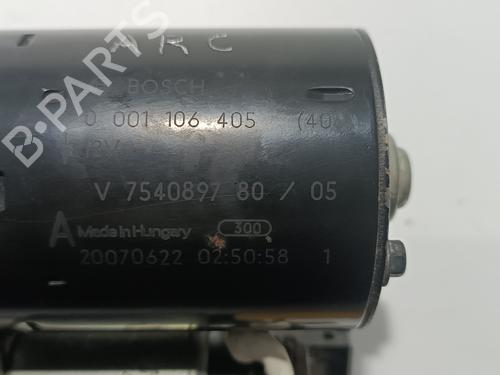 ARC
BOSCH
0 001 106 405 (40
V 7540897 80 / 05
A Made in Hungary 300
20070622 02:50:58 1
B-PARTS